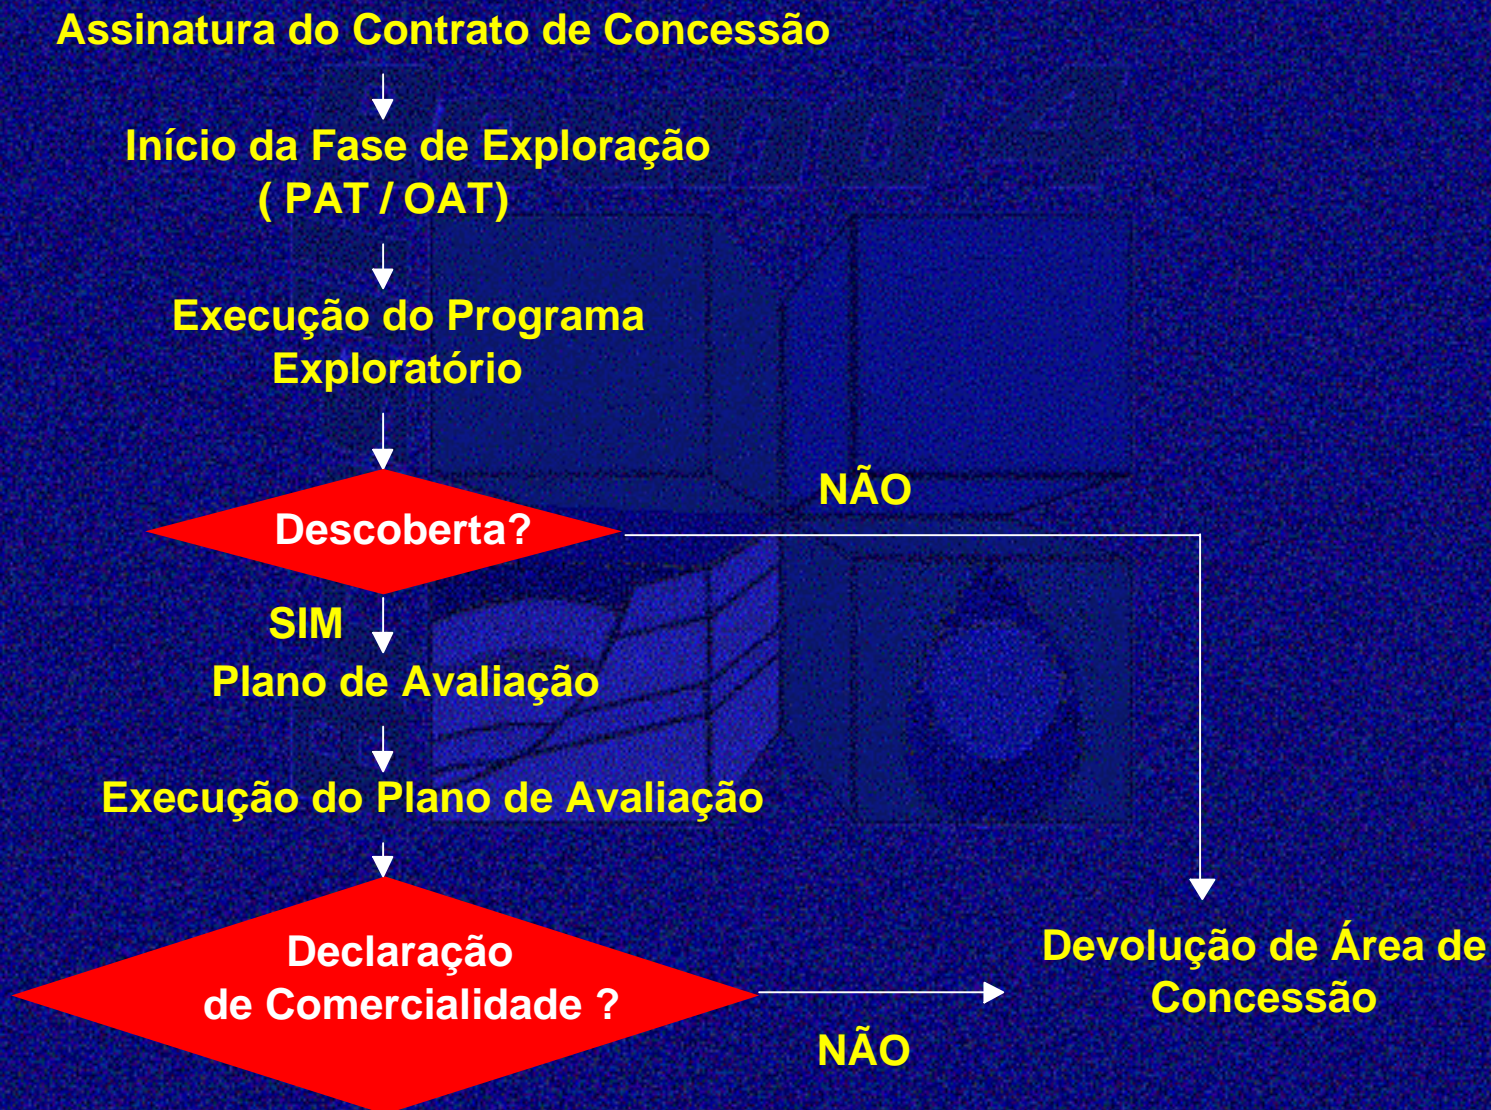 Assinatura do Contrato de Concessão
Início da Fase de Exploração
( PAT / OAT)
Execução do Programa
Exploratório
Descoberta?
NÃO
SIM
Plano de Avaliação
Execução do Plano de Avaliação
Declaração
de Comercialidade ?
NÃO
Devolução de Área de
Concessão